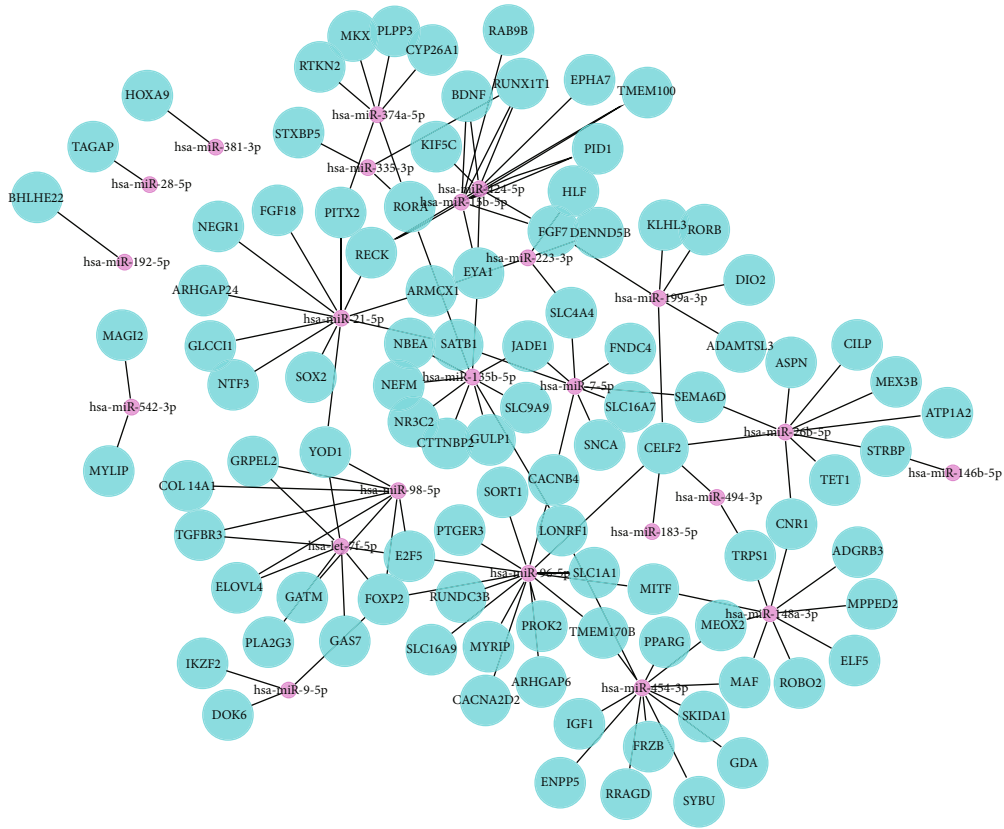 RAB9B
PLPP3
MKX
CYP26A1
RTKN2
EPHA7
RUNX1T1
TMEM100
HOXA9
BDNF
hsa-miR-374a-5p
STXBP5
KIF5C
TAGAP
hsa-miR-381-3p
PID1
hsa-miR-335-3p
hsa-miR-28-5p
hsa-miR-424-5p
HLF
BHLHE22
hsa-miR-15b-5p
RORA
FGF18
PITX2
NEGR1
KLHL3
RORB
FGF7
DENND5B
RECK
hsa-miR-192-5p
hsa-miR-223-3p
EYA1
DIO2
ARHGAP24
ARMCX1
hsa-miR-199a-3p
SLC4A4
hsa-miR-21-5p
MAGI2
GLCCI1
NBEA
SATB1
JADE1
FNDC4
ADAMTSL3
CILP
ASPN
SOX2
hsa-miR-135b-5p
NTF3
NEFM
hsa-miR-7-5p
MEX3B
SEMA6D
hsa-miR-542-3p
SLC9A9
SLC16A7
ATP1A2
NR3C2
hsa-miR-26b-5p
CTTNBP2
GULP1
SNCA
CELF2
STRBP
YOD1
GRPEL2
MYLIP
hsa-miR-146b-5p
TET1
COL 14A1
hsa-miR-98-5p
SORT1
CACNB4
hsa-miR-494-3p
CNR1
TGFBR3
PTGER3
LONRF1
hsa-miR-183-5p
hsa-let-7f-5p
E2F5
TRPS1
ADGRB3
hsa-miR-96-5p
SLC1A1
ELOVL4
GATM
FOXP2
RUNDC3B
MITF
MPPED2
hsa-miR-148a-3p
PROK2
TMEM170B
MEOX2
PLA2G3
GAS7
SLC16A9
MYRIP
PPARG
IKZF2
ELF5
hsa-miR-9-5p
ARHGAP6
hsa-miR-454-3p
MAF
ROBO2
CACNA2D2
DOK6
IGF1
SKIDA1
FRZB
GDA
ENPP5
RRAGD
SYBU